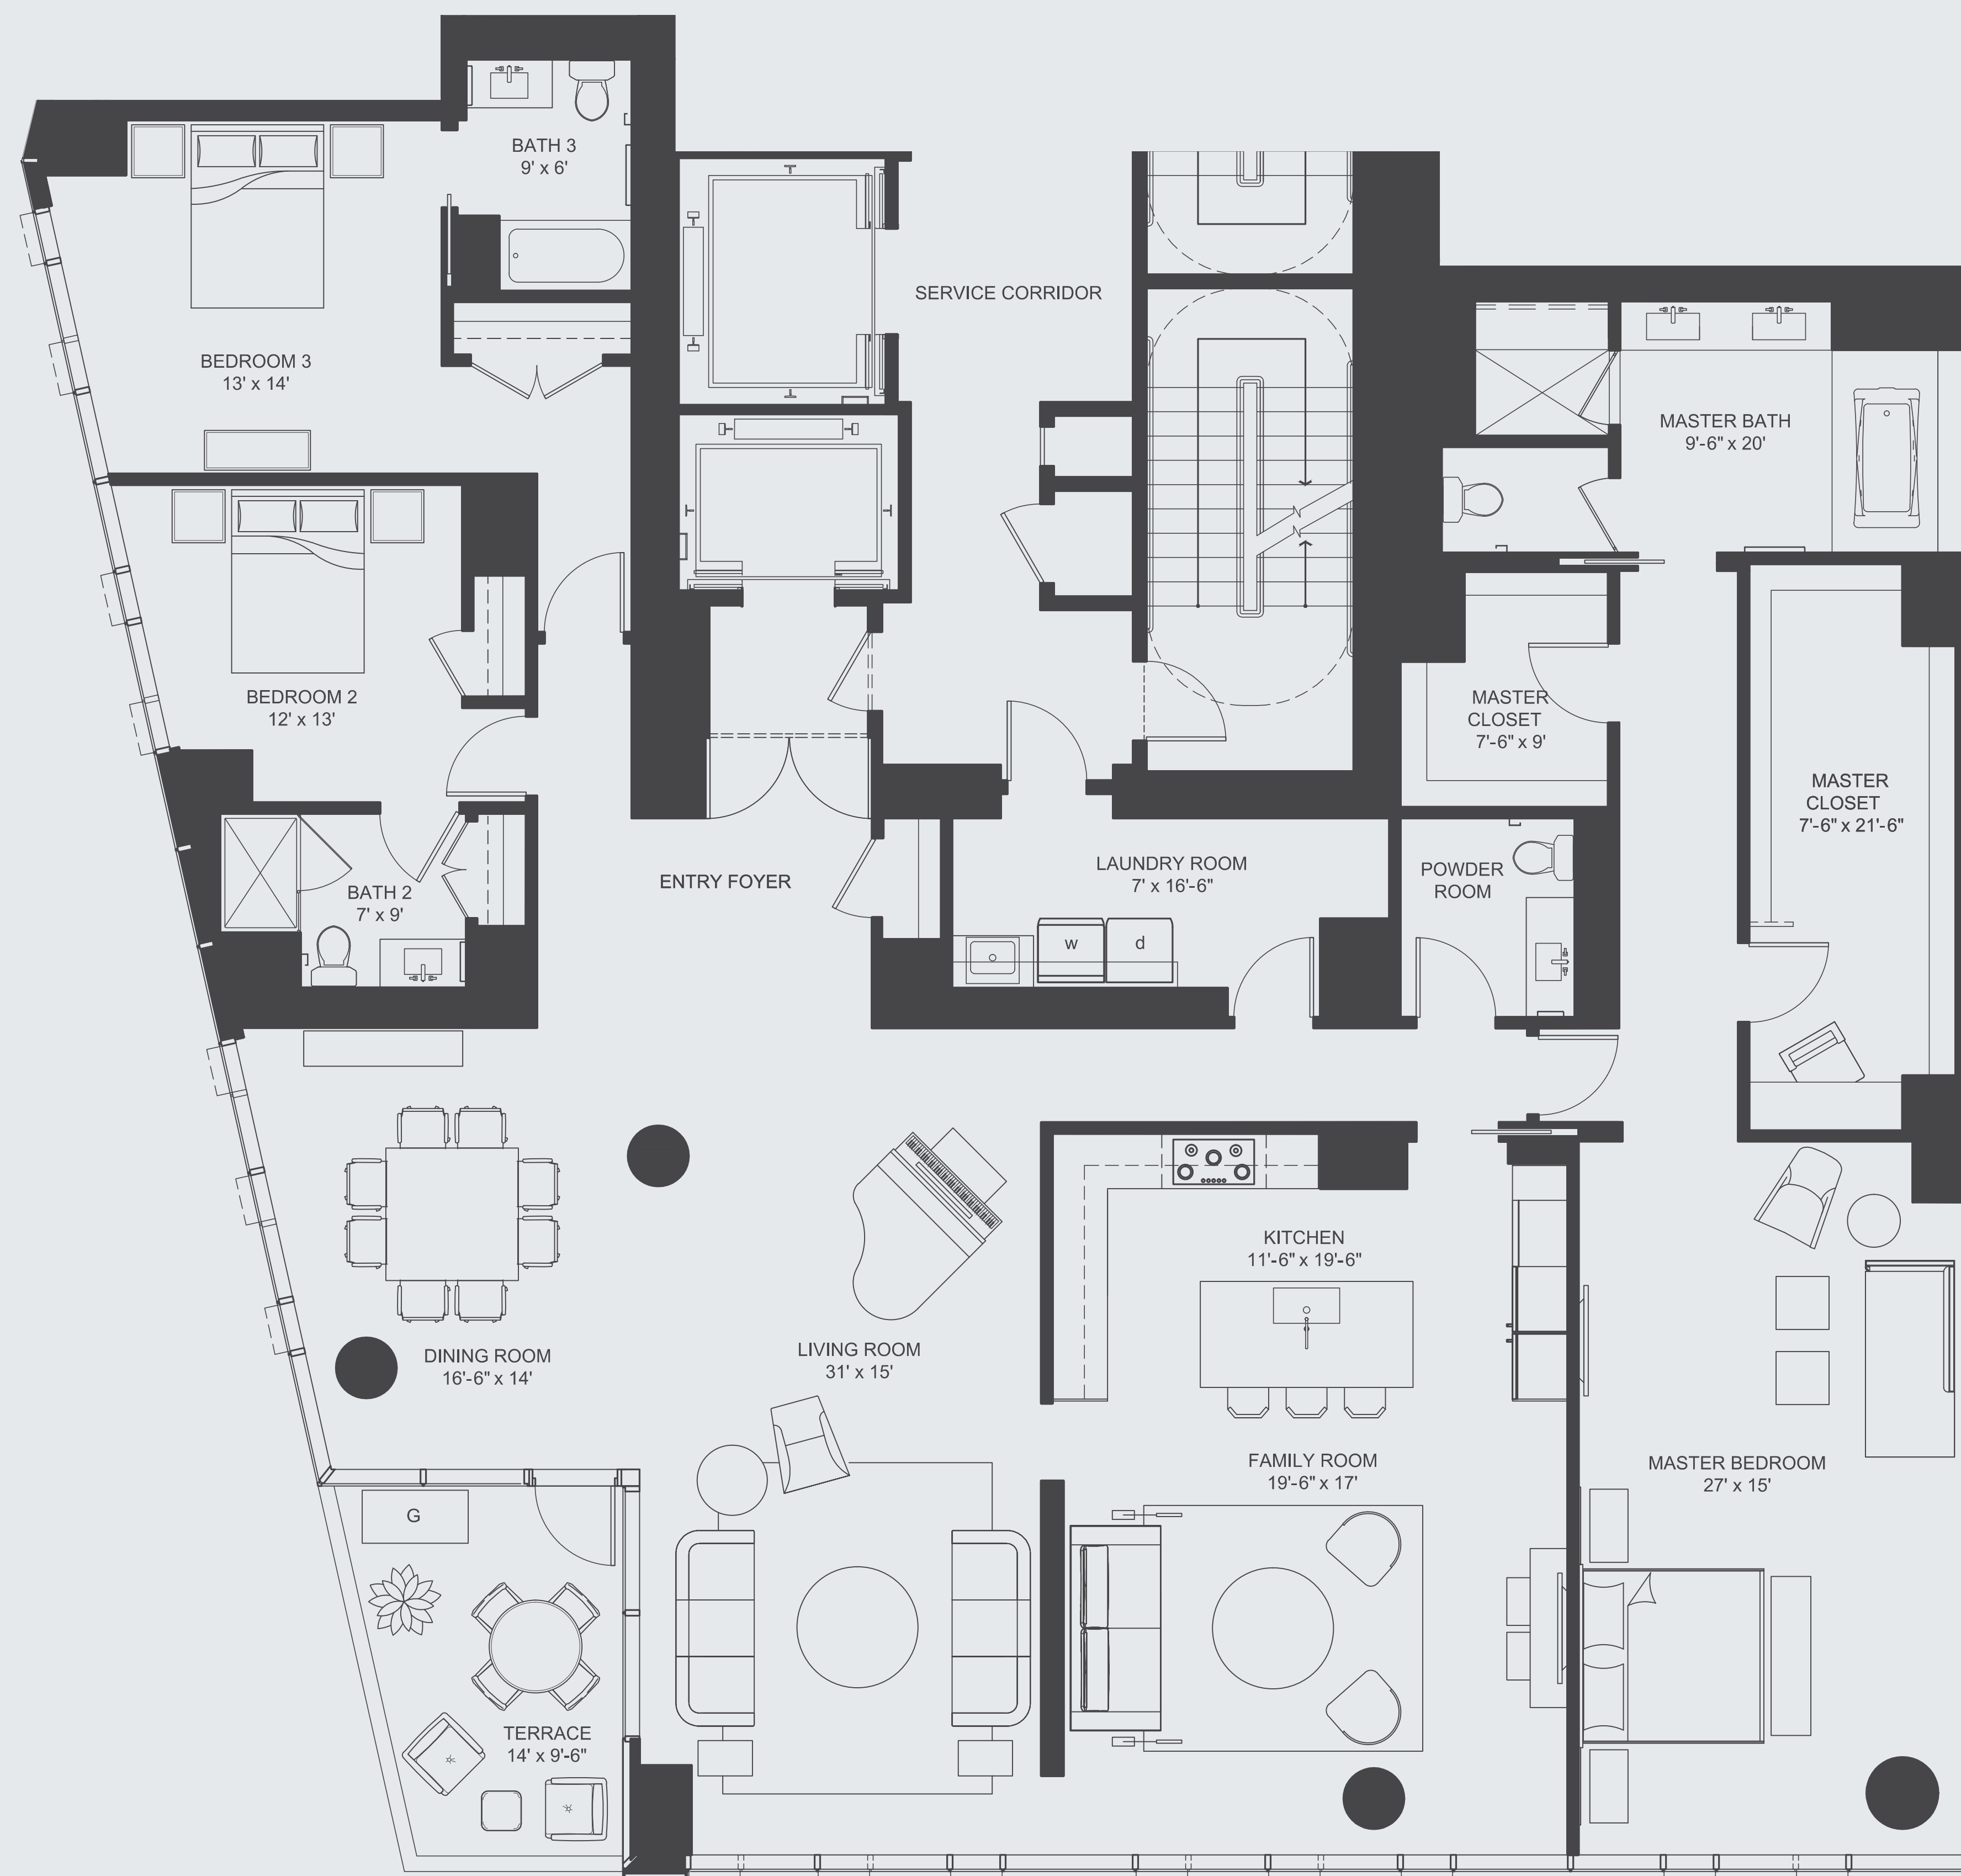 BATH 3
9' x 6'
SERVICE CORRIDOR
BEDROOM 3
13' x 14'
MASTER BATH
9'-6" x 20'
BEDROOM 2
12' x 13'
MASTER
CLOSET
7'-6" x 9'
MASTER
CLOSET
7'-6" x 21'-6"
BATH 2
7' x 9'
ENTRY FOYER
LAUNDRY ROOM
7' x 16'-6"
POWDER
ROOM
w
d
KITCHEN
11'-6" x 19'-6"
DINING ROOM
16'-6" x 14'
LIVING ROOM
31' x 15'
FAMILY ROOM
19'-6" x 17'
MASTER BEDROOM
27' x 15'
G
TERRACE
14' x 9'-6"